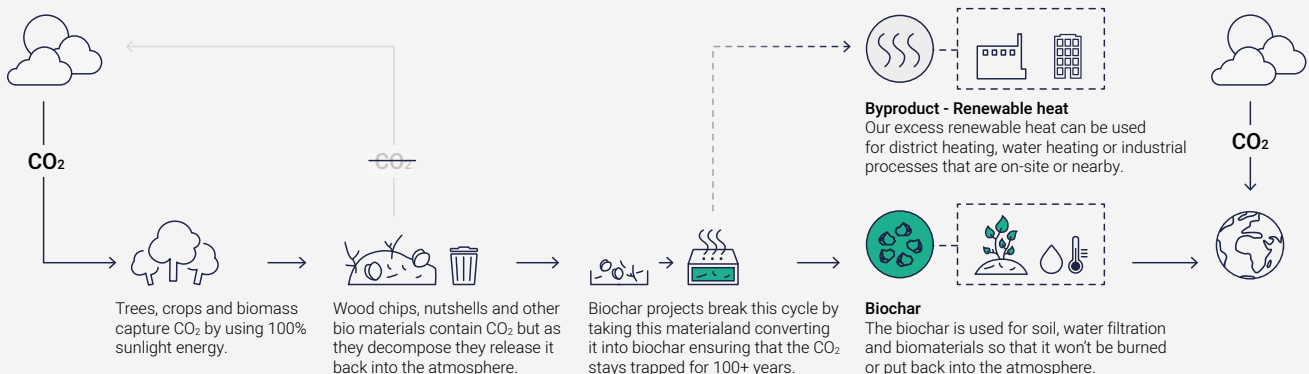 CO₂
CO₂
Trees, crops and biomass
capture CO₂ by using 100%
sunlight energy.
Wood chips, nutshells and other
bio materials contain CO₂ but as
they decompose they release it
back into the atmosphere.
Biochar projects break this cycle by
taking this materialand converting
it into biochar ensuring that the CO₂
stays trapped for 100+ years.
Byproduct - Renewable heat
Our excess renewable heat can be used
for district heating, water heating or industrial
processes that are on-site or nearby.
Biochar
The biochar is used for soil, water filtration
and biomaterials so that it won't be burned
or put back into the atmosphere.
CO₂